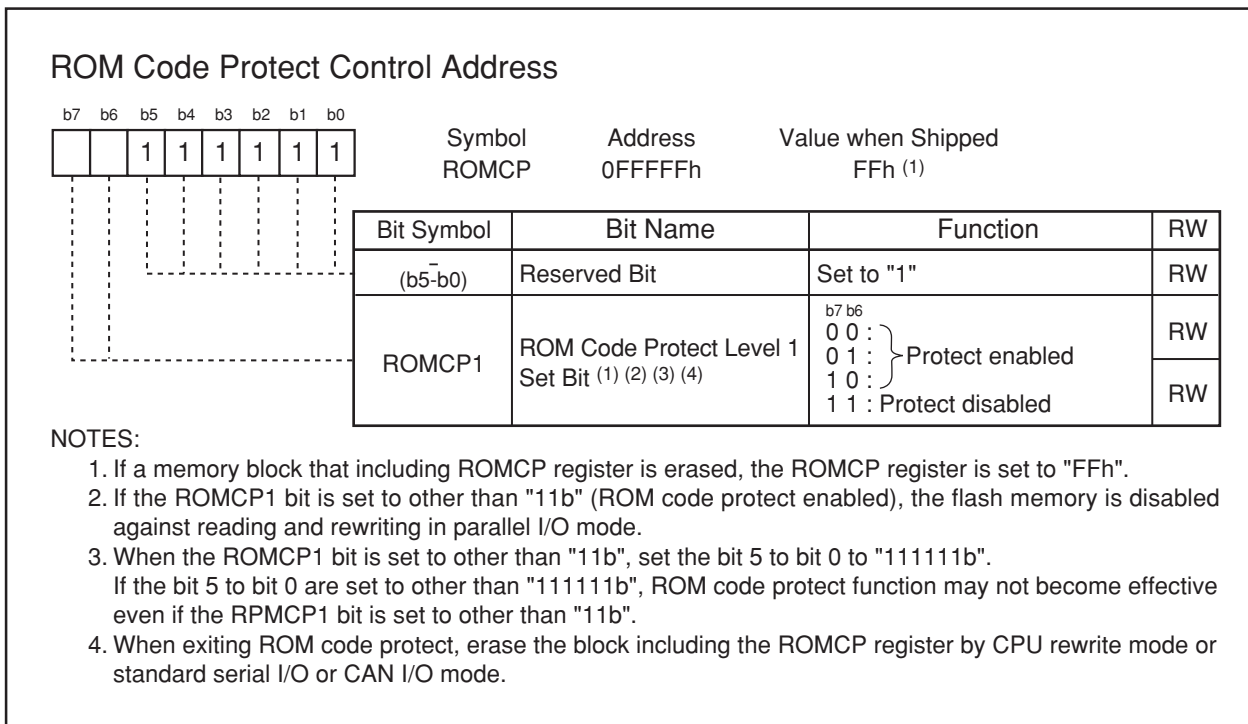 ROM Code Protect Control Address
b7 b6 b5 b4 b3 b2 b1 b0
1 1 1 1 1 1
Symbol Address Value when Shipped
ROMCP 0FFFFFh FFh (1)
Bit Symbol Bit Name Function RW
– (b5-b0) Reserved Bit Set to "1" RW
ROMCP1 ROM Code Protect Level 1
Set Bit (1) (2) (3) (4)
b7 b6
0 0 :
0 1 : Protect enabled
1 0 :
1 1 : Protect disabled
RW
RW
NOTES:
1. If a memory block that including ROMCP register is erased, the ROMCP register is set to "FFh".
2. If the ROMCP1 bit is set to other than "11b" (ROM code protect enabled), the flash memory is disabled
against reading and rewriting in parallel I/O mode.
3. When the ROMCP1 bit is set to other than "11b", set the bit 5 to bit 0 to "111111b".
If the bit 5 to bit 0 are set to other than "111111b", ROM code protect function may not become effective
even if the RPMCP1 bit is set to other than "11b".
4. When exiting ROM code protect, erase the block including the ROMCP register by CPU rewrite mode or
standard serial I/O or CAN I/O mode.